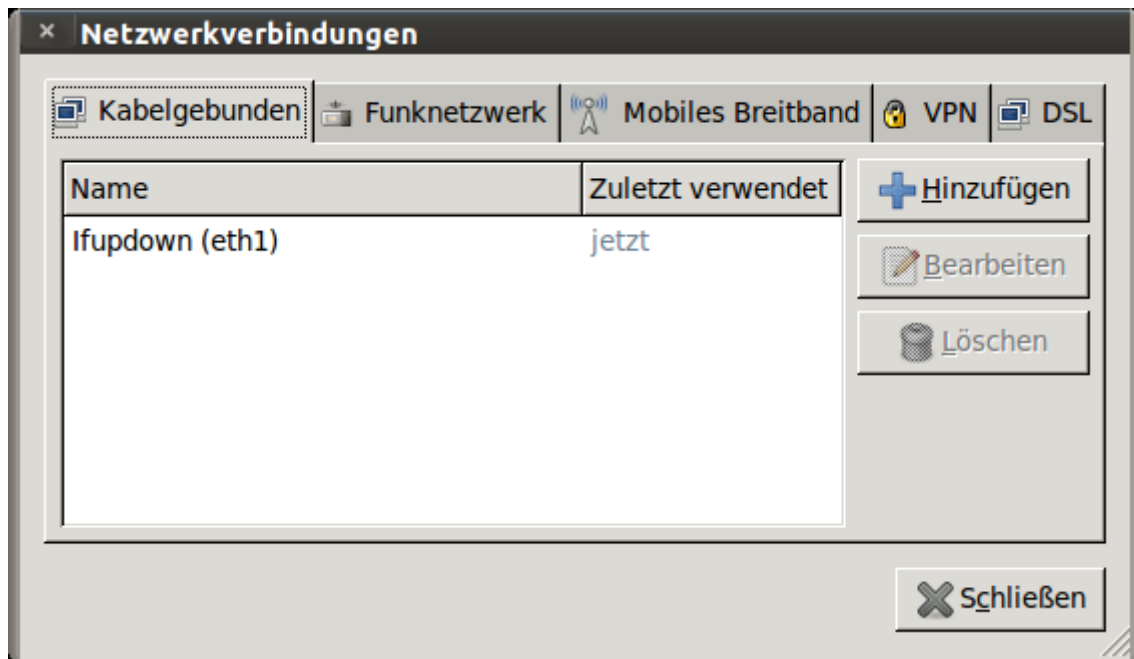 Netzwerkverbindungen
Kabelgebunden Funknetzwerk Mobiles Breitband VPN DSL
Name Zuletzt verwendet
Ifupdown (eth1) jetzt
Hinzufügen
Bearbeiten
Löschen
Schließen